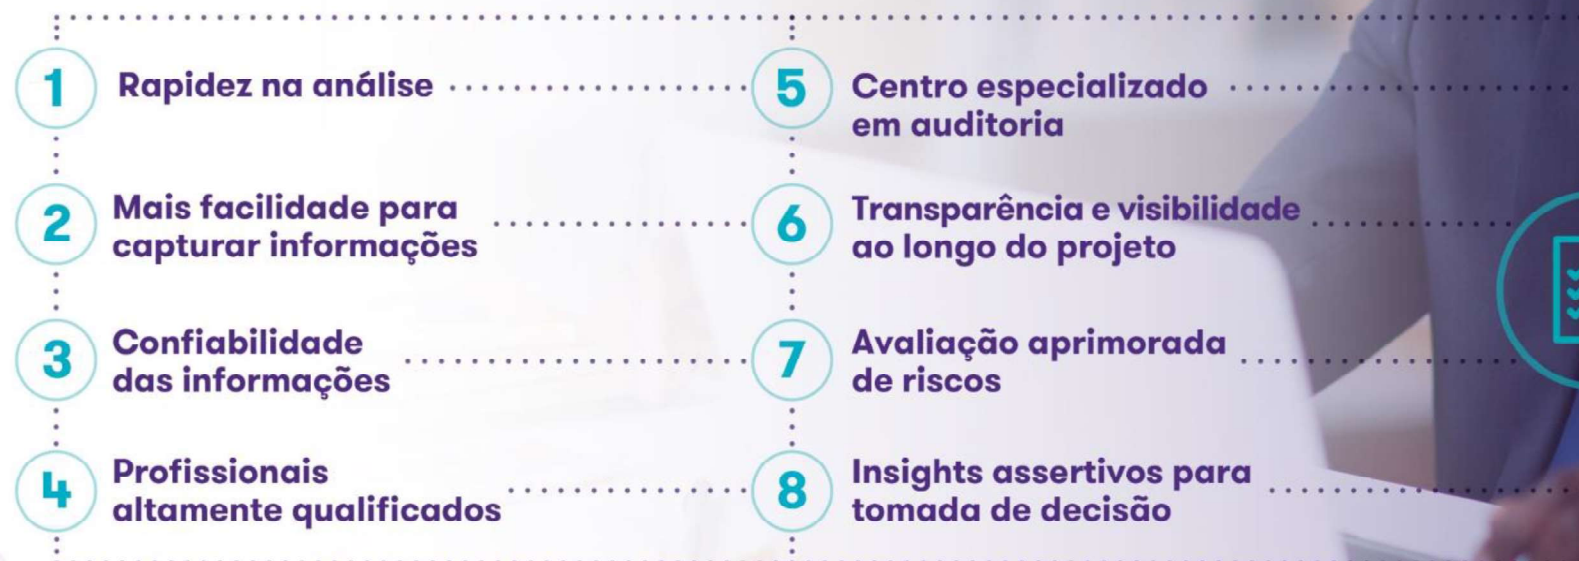 1
Rapidez na análise
2
Mais facilidade para
capturar informações
3
Confiabilidade
das informações
4
Profissionais
altamente qualificados
5
Centro especializado
em auditoria
6
Transparência e visibilidade
ao longo do projeto
7
Avaliação aprimorada
de riscos
8
Insights assertivos para
tomada de decisão